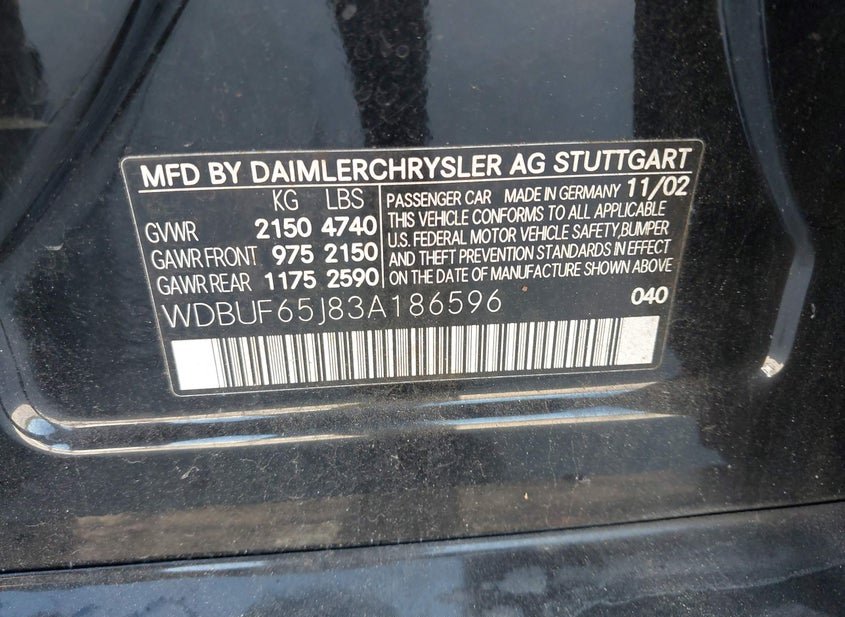 MFD BY DAIMLERCHRYSLER AG STUTTGART
KG LBS
GVWR 2150 4740
GAWR FRONT 975 2150
GAWR REAR 1175 2590
PASSENGER CAR MADE IN GERMANY 11/02
THIS VEHICLE CONFORMS TO ALL APPLICABLE
U.S. FEDERAL MOTOR VEHICLE SAFETY, BUMPER
AND THEFT PREVENTION STANDARDS IN EFFECT
ON THE DATE OF MANUFACTURE SHOWN ABOVE
WDBUF65J83A186596 040